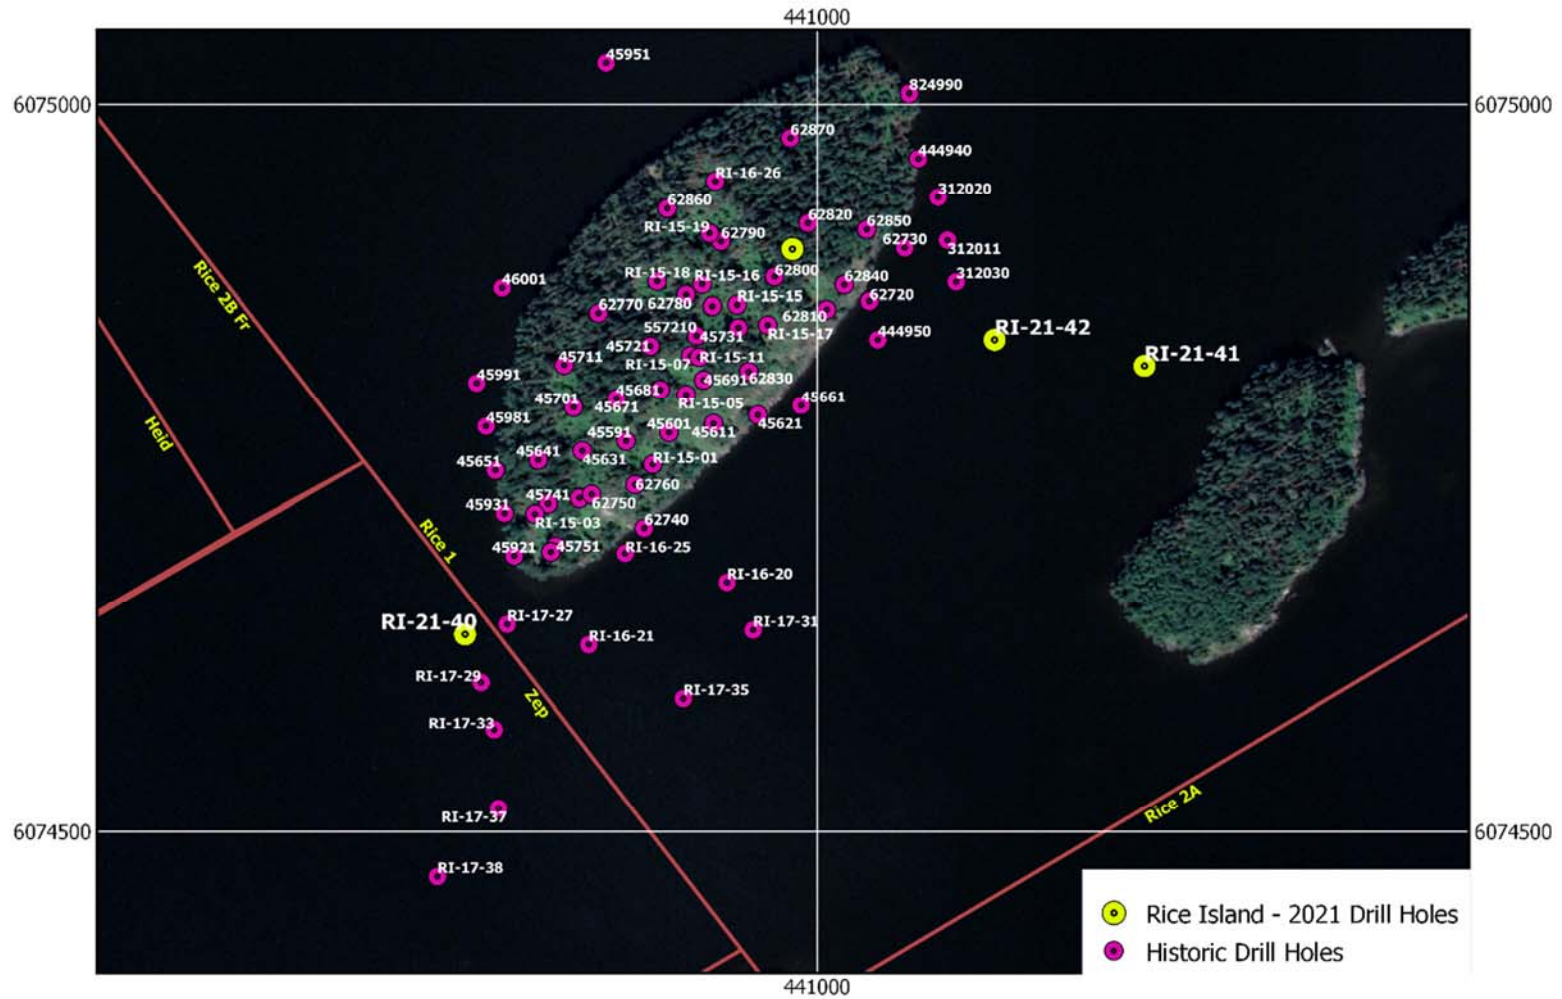 441000
45951
824990
6075000
6075000
62870
444940
RI-16-26
312020
62860
62820
62850
RI-15-19
62790
62730
312011
Rice 2B Fr
RI-15-18
RI-15-16
62800
312030
46001
62840
62770
62780
RI-15-15
62720
62810
557210
45731
RI-15-17
444950
RI-21-42
45721
45711
RI-15-07
RI-15-11
RI-21-41
45991
45691
62830
45681
45701
45671
RI-15-05
45661
45981
45621
45601
45611
45591
Heid
45641
45631
45651
RI-15-01
62760
45741
62750
45931
RI-15-03
62740
Rice 1
45921
45751
RI-16-25
RI-16-20
RI-21-40
RI-17-27
RI-17-31
RI-16-21
RI-17-29
RI-17-35
Zep
RI-17-33
Rice 2A
RI-17-37
6074500
6074500
RI-17-38
Rice Island - 2021 Drill Holes
Historic Drill Holes
441000